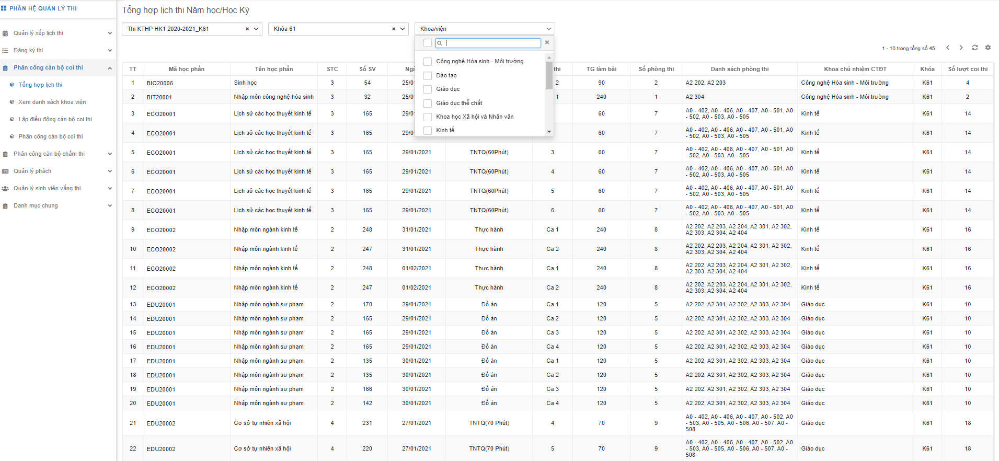 PHÂN HỆ QUẢN LÝ THI
Quản lý xếp lịch thi
Đăng ký thi
Phân công cán bộ coi thi
Tổng hợp lịch thi
Xem danh sách khoa viện
Lập điều động cán bộ coi thi
Phân công cán bộ coi thi
Phân công cán bộ chấm thi
Quản lý phách
Quản lý sinh viên vắng thi
Danh mục chung
Tổng hợp lịch thi Năm học/Học Kỳ
Thi KTHP HK1 2020-2021_K61 × Khóa 61 × Khoa/viện
Công nghệ Hóa sinh - Môi trường
Đào tạo
Giáo dục
Giáo dục thể chất
Khoa học Xã hội và Nhân văn
Kinh tế
1 - 10 trong tổng số 45
TT Mã học phần Tên học phần STC Số SV thi TG làm bài Số phòng thi Danh sách phòng thi Khoa chủ nhiệm CTĐT Khóa Số lượt coi thi
1 BIO20006 Sinh học 3 54 25/0 2 90 2 A2 202, A2 203 Công nghệ Hóa sinh - Môi trường K61 4
2 BIT20001 Nhập môn công nghệ hóa sinh 3 32 25/0 1 240 1 A2 304 Công nghệ Hóa sinh - Môi trường K61 2
3 ECO20001 Lịch sử các học thuyết kinh tế 3 165 29/0 60 7 A0 - 402, A0 - 406, A0 - 407, A0 - 501, A0
- 502, A0 - 503, A0 - 505 Kinh tế K61 14
4 ECO20001 Lịch sử các học thuyết kinh tế 3 165 29/0 60 7 A0 - 402, A0 - 406, A0 - 407, A0 - 501, A0
- 502, A0 - 503, A0 - 505 Kinh tế K61 14
5 ECO20001 Lịch sử các học thuyết kinh tế 3 165 29/01/2021 TNTQ(60Phút) 3 60 7 A0 - 402, A0 - 406, A0 - 407, A0 - 501, A0
- 502, A0 - 503, A0 - 505 Kinh tế K61 14
6 ECO20001 Lịch sử các học thuyết kinh tế 3 165 29/01/2021 TNTQ(60Phút) 4 60 7 A0 - 402, A0 - 406, A0 - 407, A0 - 501, A0
- 502, A0 - 503, A0 - 505 Kinh tế K61 14
7 ECO20001 Lịch sử các học thuyết kinh tế 3 165 29/01/2021 TNTQ(60Phút) 5 60 7 A0 - 402, A0 - 406, A0 - 407, A0 - 501, A0
- 502, A0 - 503, A0 - 505 Kinh tế K61 14
8 ECO20001 Lịch sử các học thuyết kinh tế 3 165 29/01/2021 TNTQ(60Phút) 6 60 7 A0 - 402, A0 - 406, A0 - 407, A0 - 501, A0
- 502, A0 - 503, A0 - 505 Kinh tế K61 14
9 ECO20002 Nhập môn ngành kinh tế 2 248 31/01/2021 Thực hành Ca 1 240 8 A2 202, A2 203, A2 204, A2 301, A2 302,
A2 303, A2 304, A2 404 Kinh tế K61 16
10 ECO20002 Nhập môn ngành kinh tế 2 247 31/01/2021 Thực hành Ca 2 240 8 A2 202, A2 203, A2 204, A2 301, A2 302,
A2 303, A2 304, A2 404 Kinh tế K61 16
11 ECO20002 Nhập môn ngành kinh tế 2 248 01/02/2021 Thực hành Ca 1 240 8 A2 202, A2 203, A2 204, A2 301, A2 302,
A2 303, A2 304, A2 404 Kinh tế K61 16
12 ECO20002 Nhập môn ngành kinh tế 2 247 01/02/2021 Thực hành Ca 2 240 8 A2 202, A2 203, A2 204, A2 301, A2 302,
A2 303, A2 304, A2 404 Kinh tế K61 16
13 EDU20001 Nhập môn ngành sư phạm 2 170 29/01/2021 Đồ án Ca 1 120 5 A2 202, A2 301, A2 302, A2 303, A2 304 Giáo dục K61 10
14 EDU20001 Nhập môn ngành sư phạm 2 165 29/01/2021 Đồ án Ca 2 120 5 A2 202, A2 301, A2 302, A2 303, A2 304 Giáo dục K61 10
15 EDU20001 Nhập môn ngành sư phạm 2 165 29/01/2021 Đồ án Ca 3 120 5 A2 202, A2 301, A2 302, A2 303, A2 304 Giáo dục K61 10
16 EDU20001 Nhập môn ngành sư phạm 2 165 29/01/2021 Đồ án Ca 4 120 5 A2 202, A2 301, A2 302, A2 303, A2 304 Giáo dục K61 10
17 EDU20001 Nhập môn ngành sư phạm 2 135 30/01/2021 Đồ án Ca 1 120 5 A2 202, A2 301, A2 302, A2 303, A2 304 Giáo dục K61 10
18 EDU20001 Nhập môn ngành sư phạm 2 135 30/01/2021 Đồ án Ca 2 120 5 A2 202, A2 301, A2 302, A2 303, A2 304 Giáo dục K61 10
19 EDU20001 Nhập môn ngành sư phạm 2 166 30/01/2021 Đồ án Ca 3 120 5 A2 202, A2 301, A2 302, A2 303, A2 304 Giáo dục K61 10
20 EDU20001 Nhập môn ngành sư phạm 2 142 30/01/2021 Đồ án Ca 4 120 5 A2 202, A2 301, A2 302, A2 303, A2 304 Giáo dục K61 10
21 EDU20002 Cơ sở tự nhiên xã hội 4 231 27/01/2021 TNTQ(70 Phút) 4 70 9 A0 - 402, A0 - 406, A0 - 407, A0 - 502, A0
- 503, A0 - 505, A0 - 506, A0 - 507, A0 -
508 Giáo dục K61 18
22 EDU20002 Cơ sở tự nhiên xã hội 4 220 27/01/2021 TNTQ(70 Phút) 5 70 9 A0 - 402, A0 - 406, A0 - 407, A0 - 502, A0
- 503, A0 - 505, A0 - 506, A0 - 507, A0 -
508 Giáo dục K61 18